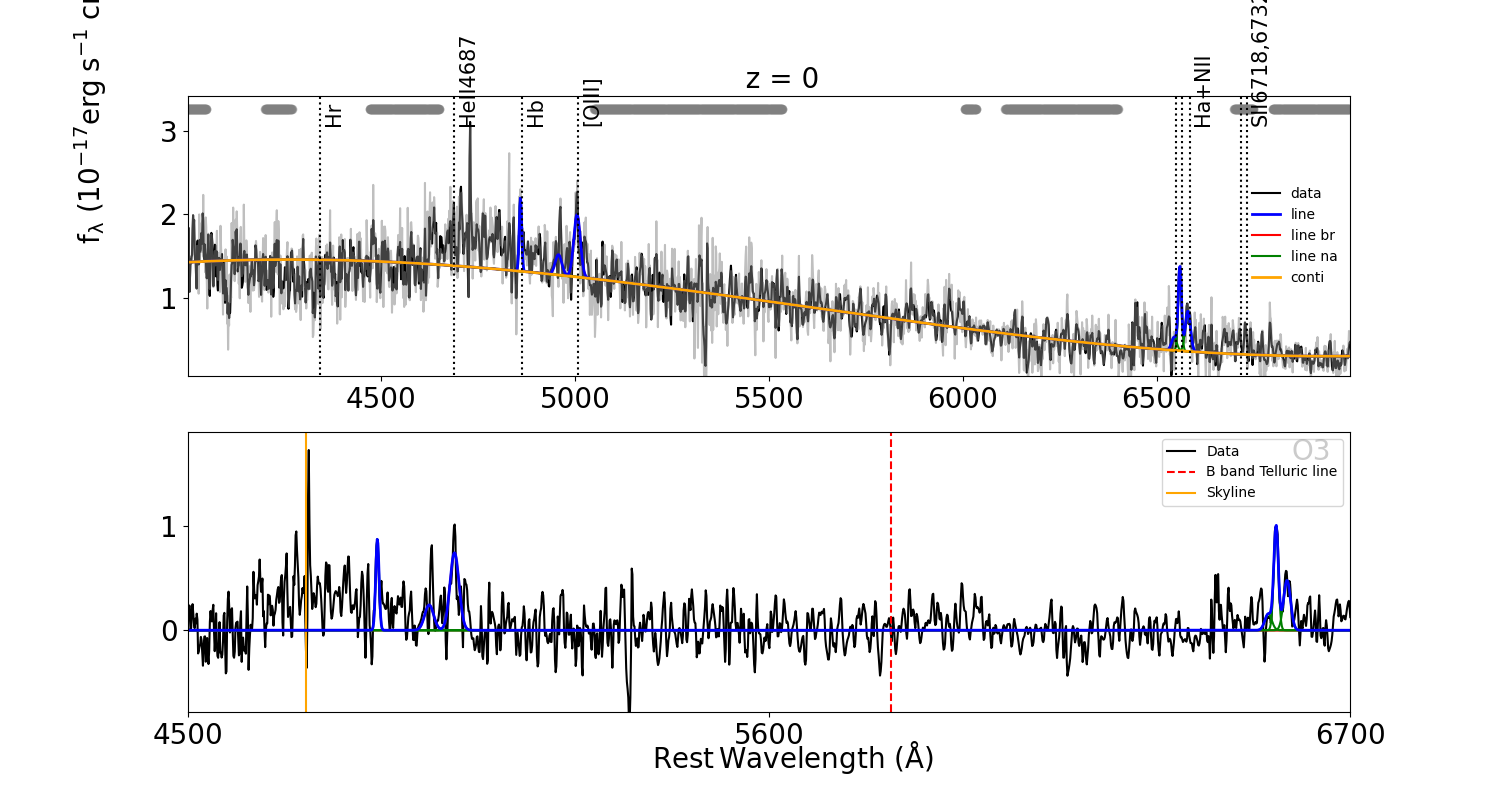 z = 0
f_λ (10^−17 erg s^−1 c
Hr
HeII4687
Hb
[OIII]
Ha+NII
SII6718,6732
3
2
1
data
line
line br
line na
conti
4500 5000 5500 6000 6500
O3
Data
B band Telluric line
Skyline
1
0
4500 5600 6700
Rest Wavelength (Å)